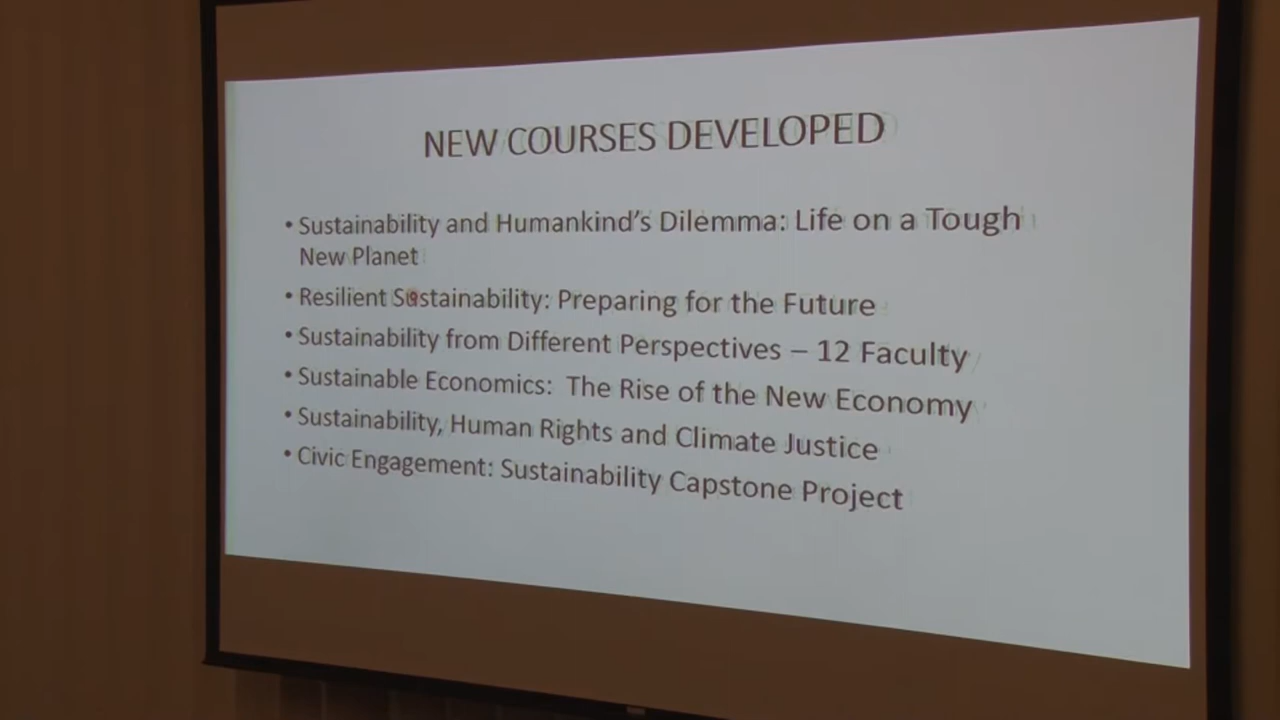 NEW COURSES DEVELOPED
• Sustainability and Humankind's Dilemma: Life on a Tough
New Planet
• Resilient Sustainability: Preparing for the Future
• Sustainability from Different Perspectives – 12 Faculty
• Sustainable Economics: The Rise of the New Economy
• Sustainability, Human Rights and Climate Justice
• Civic Engagement: Sustainability Capstone Project